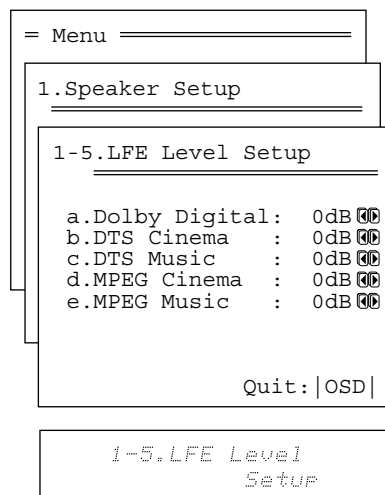 Menu
1.Speaker Setup
1-5.LFE Level Setup
a.Dolby Digital: 0dB
b.DTS Cinema : 0dB
c.DTS Music : 0dB
d.MPEG Cinema : 0dB
e.MPEG Music : 0dB
Quit:|OSD|
1-5.LFE Level
Setup